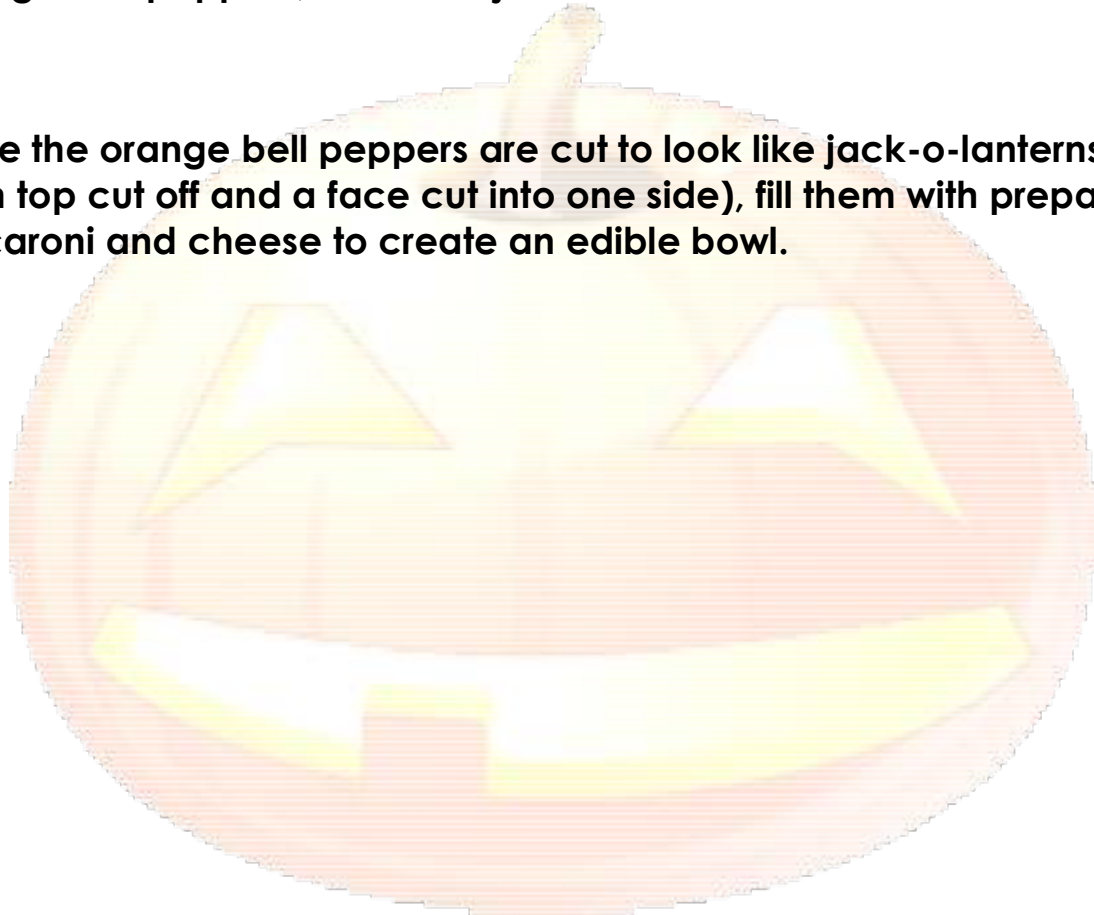 e the orange bell peppers are cut to look like jack-o-lanterns
top cut off and a face cut into one side), fill them with prepa
caroni and cheese to create an edible bowl.